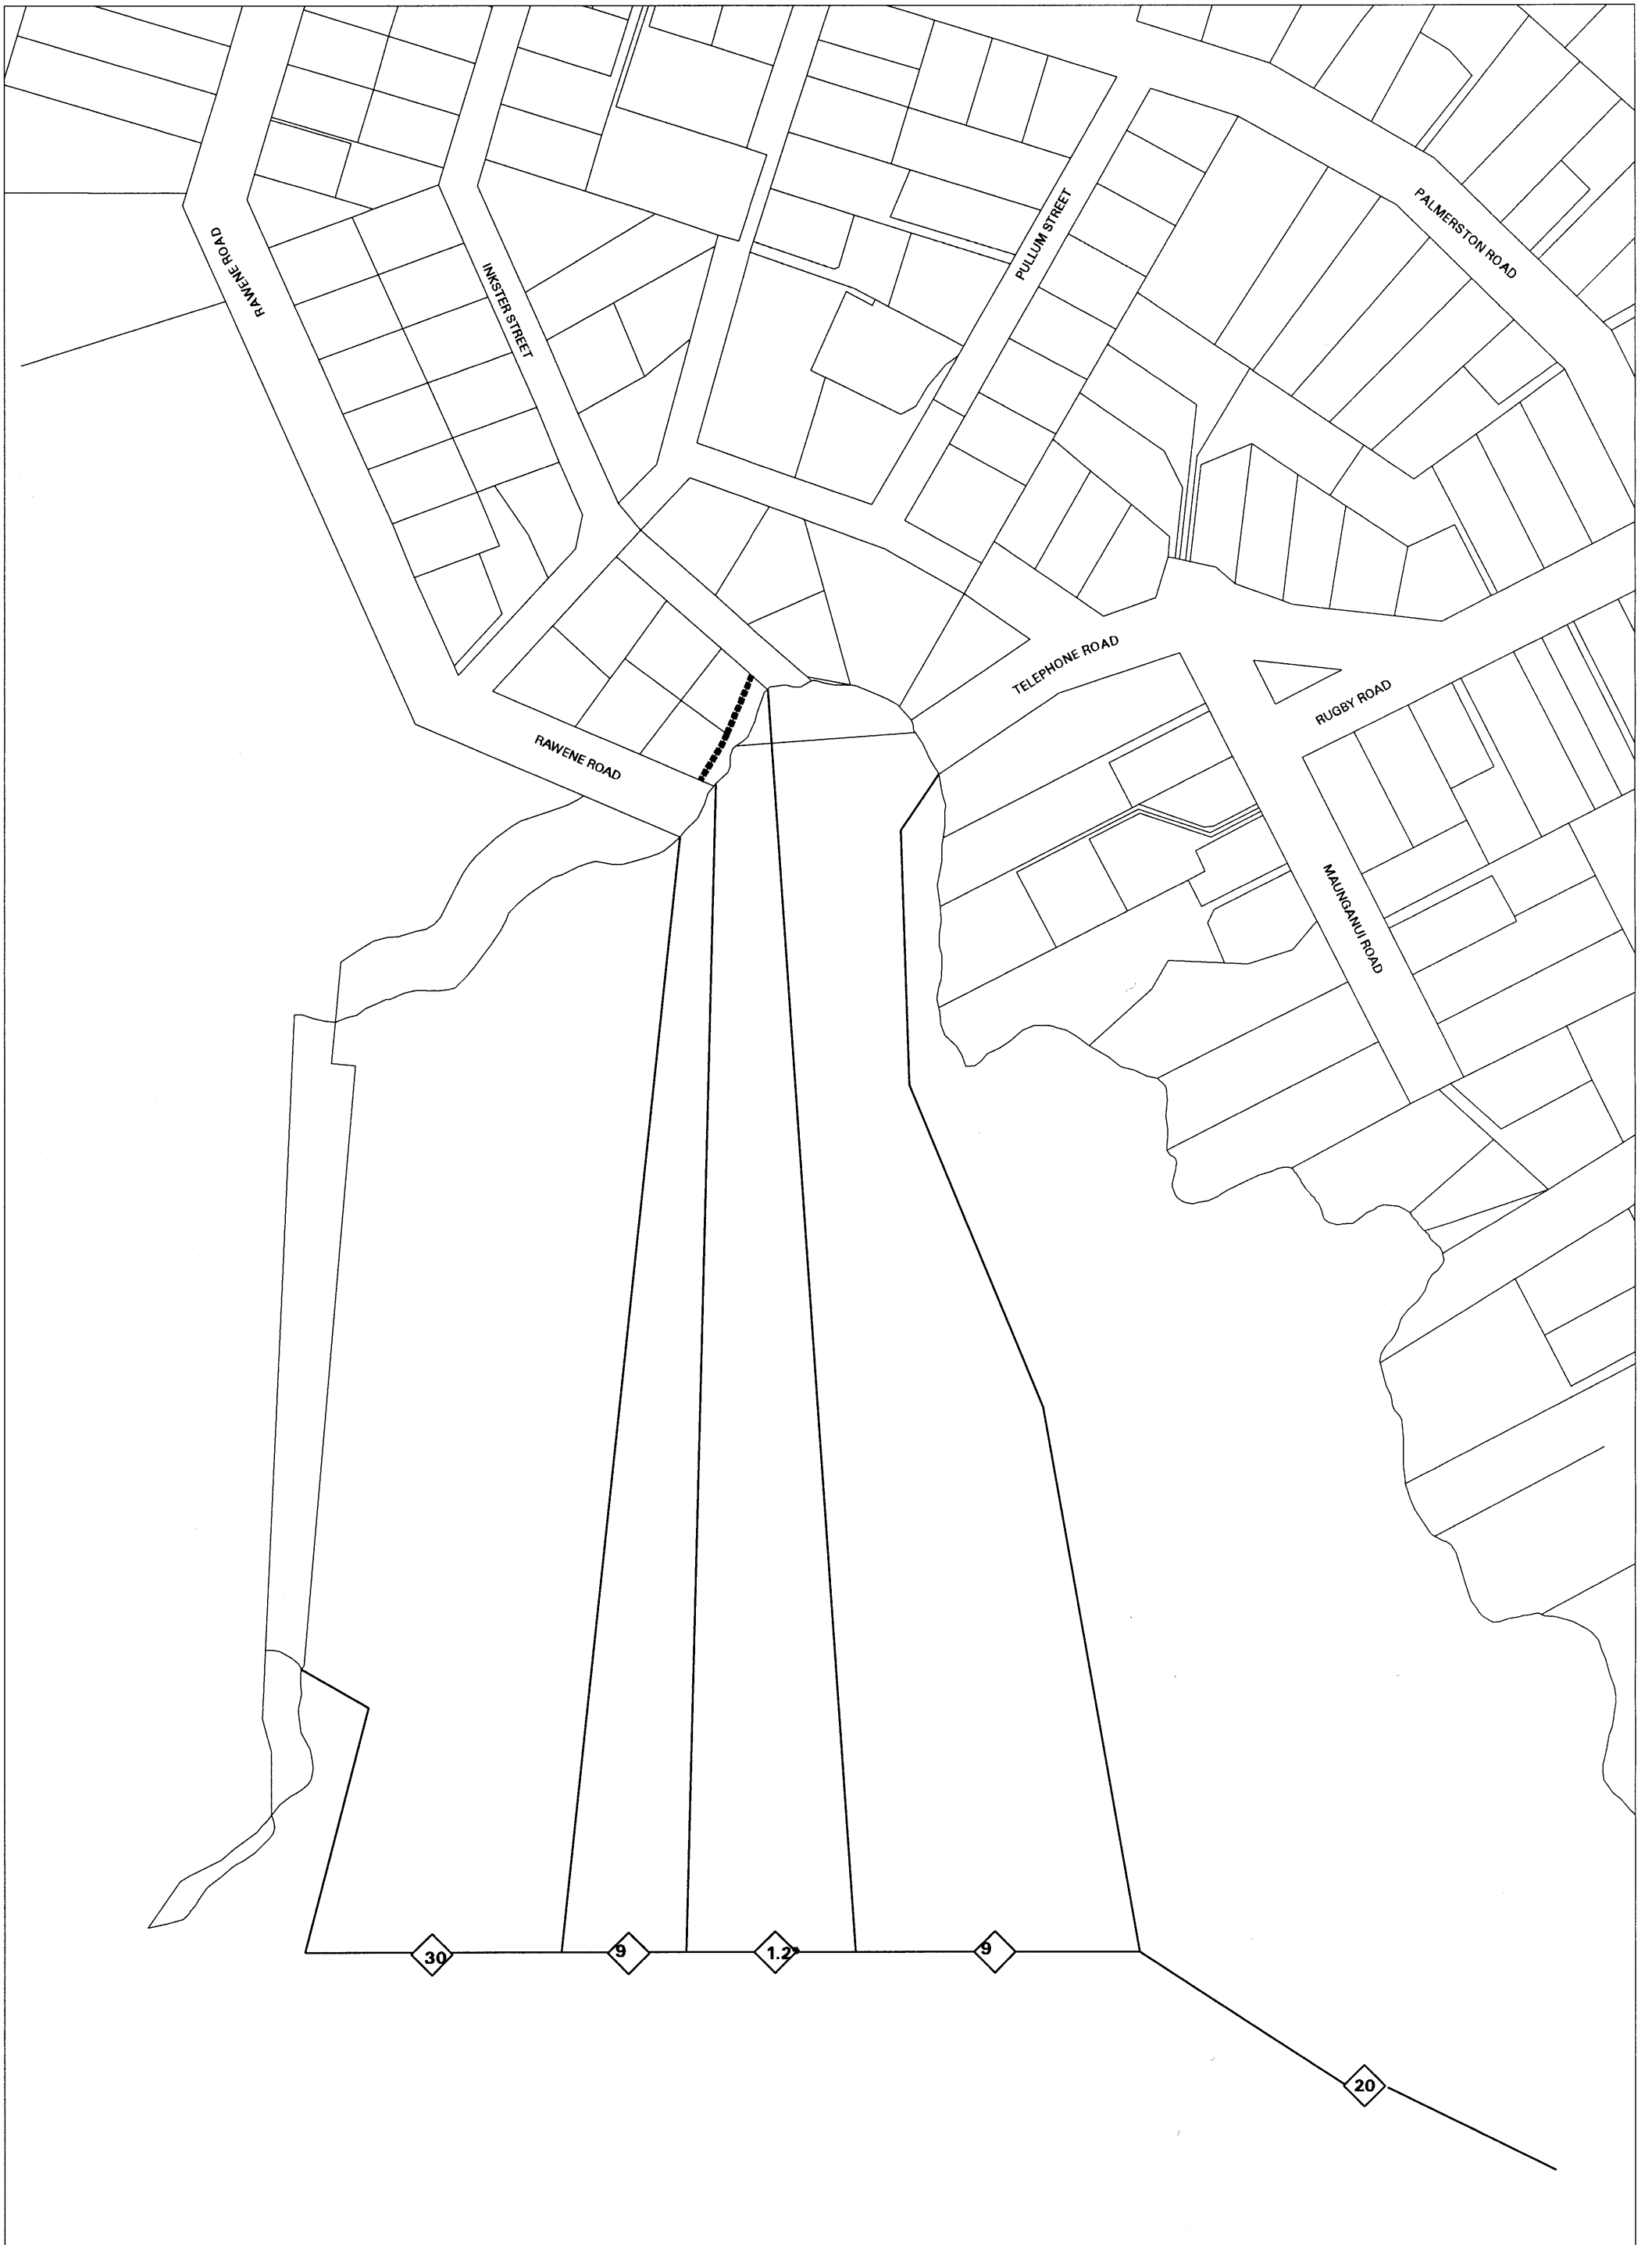 PALMERSTON ROAD
PULLUM STREET
RAWENE ROAD
INKSTER STREET
TELEPHONE ROAD
RUGBY ROAD
RAWENE ROAD
MAUNGANUI ROAD
30
9
1.2*
9
20